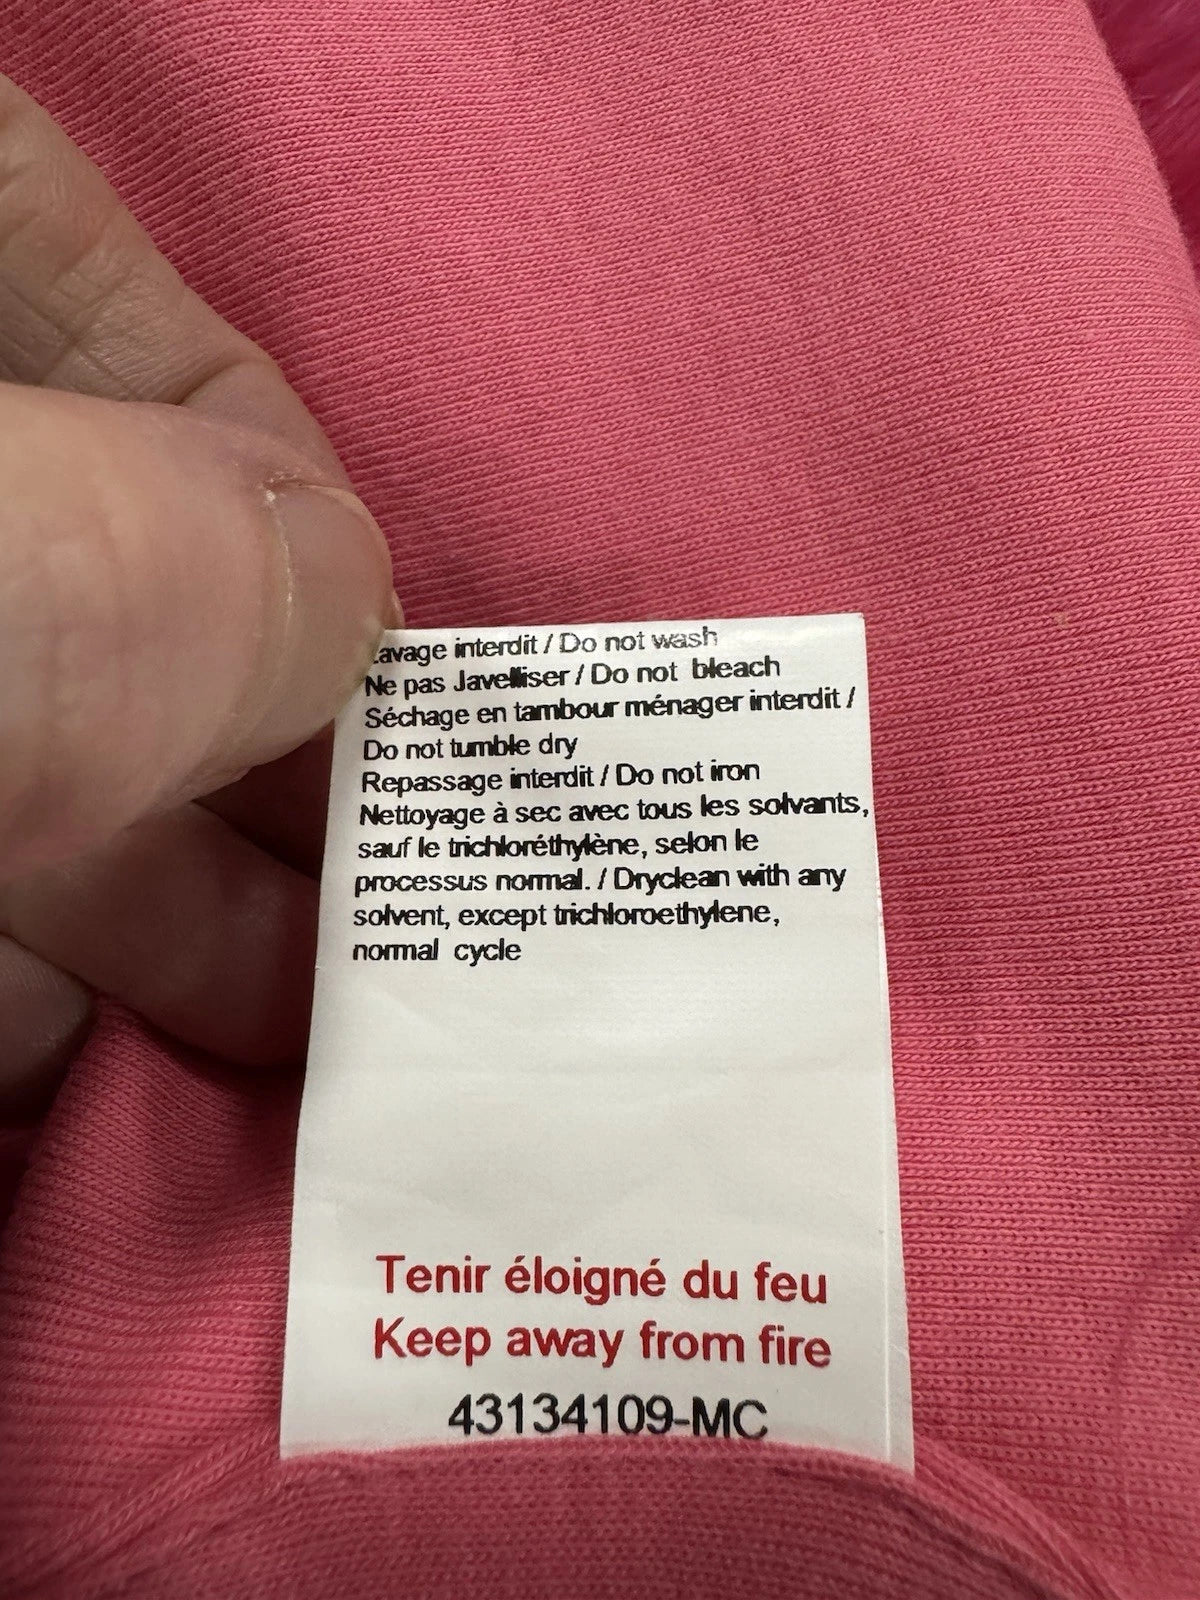 Lavage interdit / Do not wash
Ne pas Javelliser / Do not bleach
Séchage en tambour ménager interdit /
Do not tumble dry
Repassage interdit / Do not iron
Nettoyage à sec avec tous les solvants,
sauf le trichloréthylène, selon le
processus normal. / Dryclean with any
solvent, except trichloroethylene,
normal cycle
Tenir éloigné du feu
Keep away from fire
43134109-MC